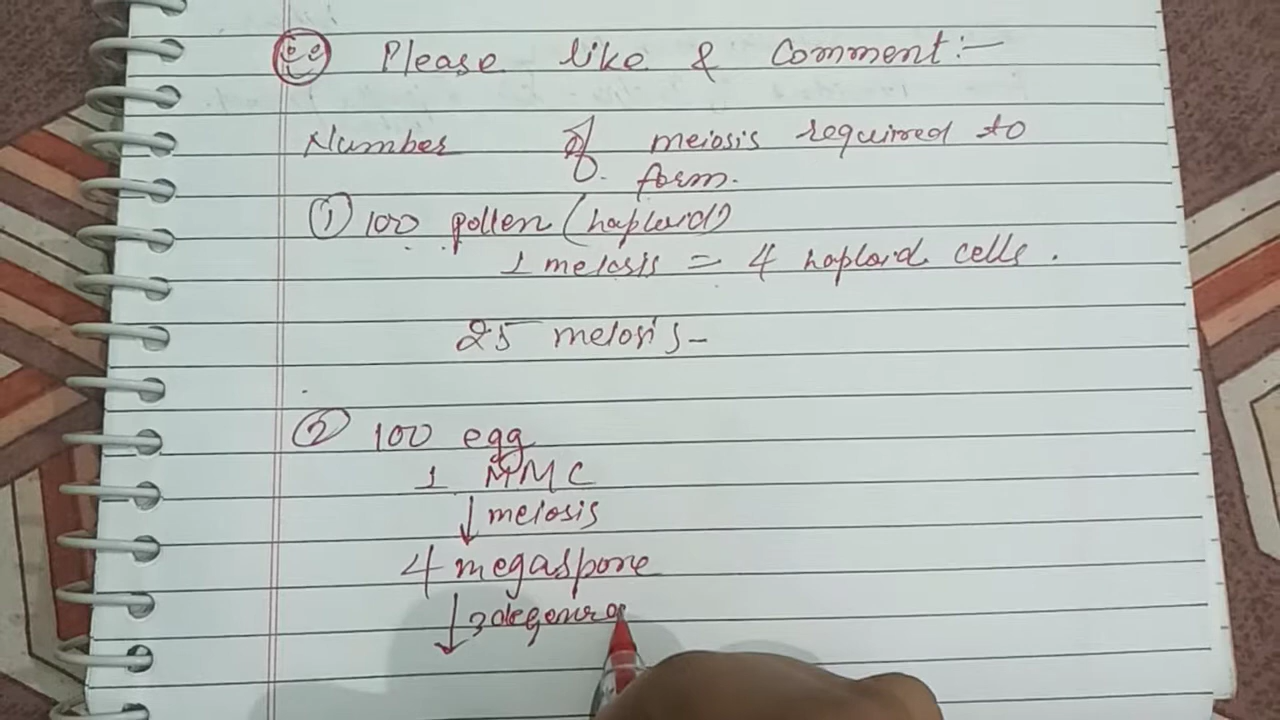 Please like & Comment:-
Number of meiosis required to
form.
① 100 pollen (haploid)
1 meiosis = 4 haploid cells.
25 meiosis-
② 100 egg
1 MMC
↓ meiosis
4 megaspore
↓ 3 degenra